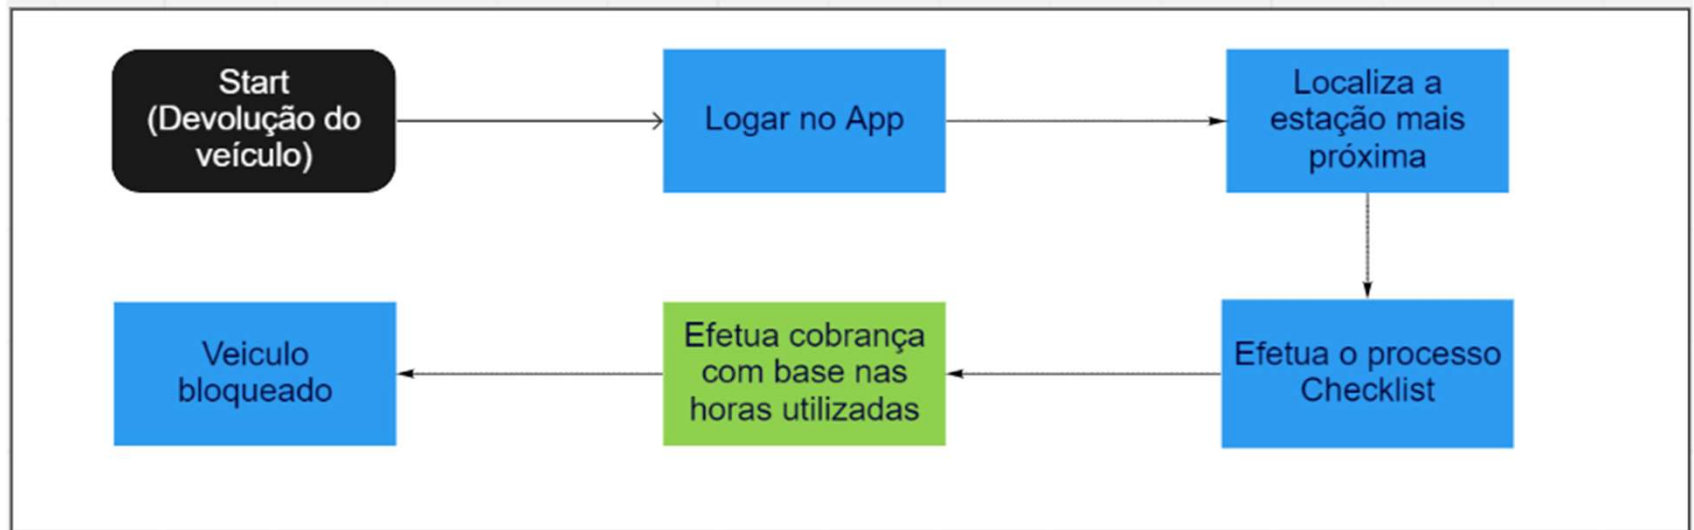 Start
(Devolução do
veículo)
Logar no App
Localiza a
estação mais
próxima
Efetua o processo
Checklist
Efetua cobrança
com base nas
horas utilizadas
Veiculo
bloqueado